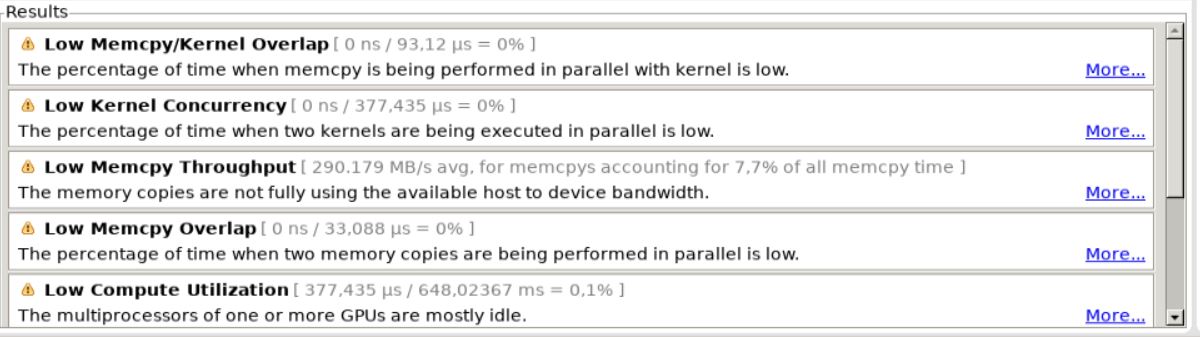 Results
Low Memcpy/Kernel Overlap [ 0 ns / 93,12 µs = 0% ]
The percentage of time when memcpy is being performed in parallel with kernel is low. More...
Low Kernel Concurrency [ 0 ns / 377,435 µs = 0% ]
The percentage of time when two kernels are being executed in parallel is low. More...
Low Memcpy Throughput [ 290.179 MB/s avg, for memcpys accounting for 7,7% of all memcpy time ]
The memory copies are not fully using the available host to device bandwidth. More...
Low Memcpy Overlap [ 0 ns / 33,088 µs = 0% ]
The percentage of time when two memory copies are being performed in parallel is low. More...
Low Compute Utilization [ 377,435 µs / 648,02367 ms = 0,1% ]
The multiprocessors of one or more GPUs are mostly idle. More...